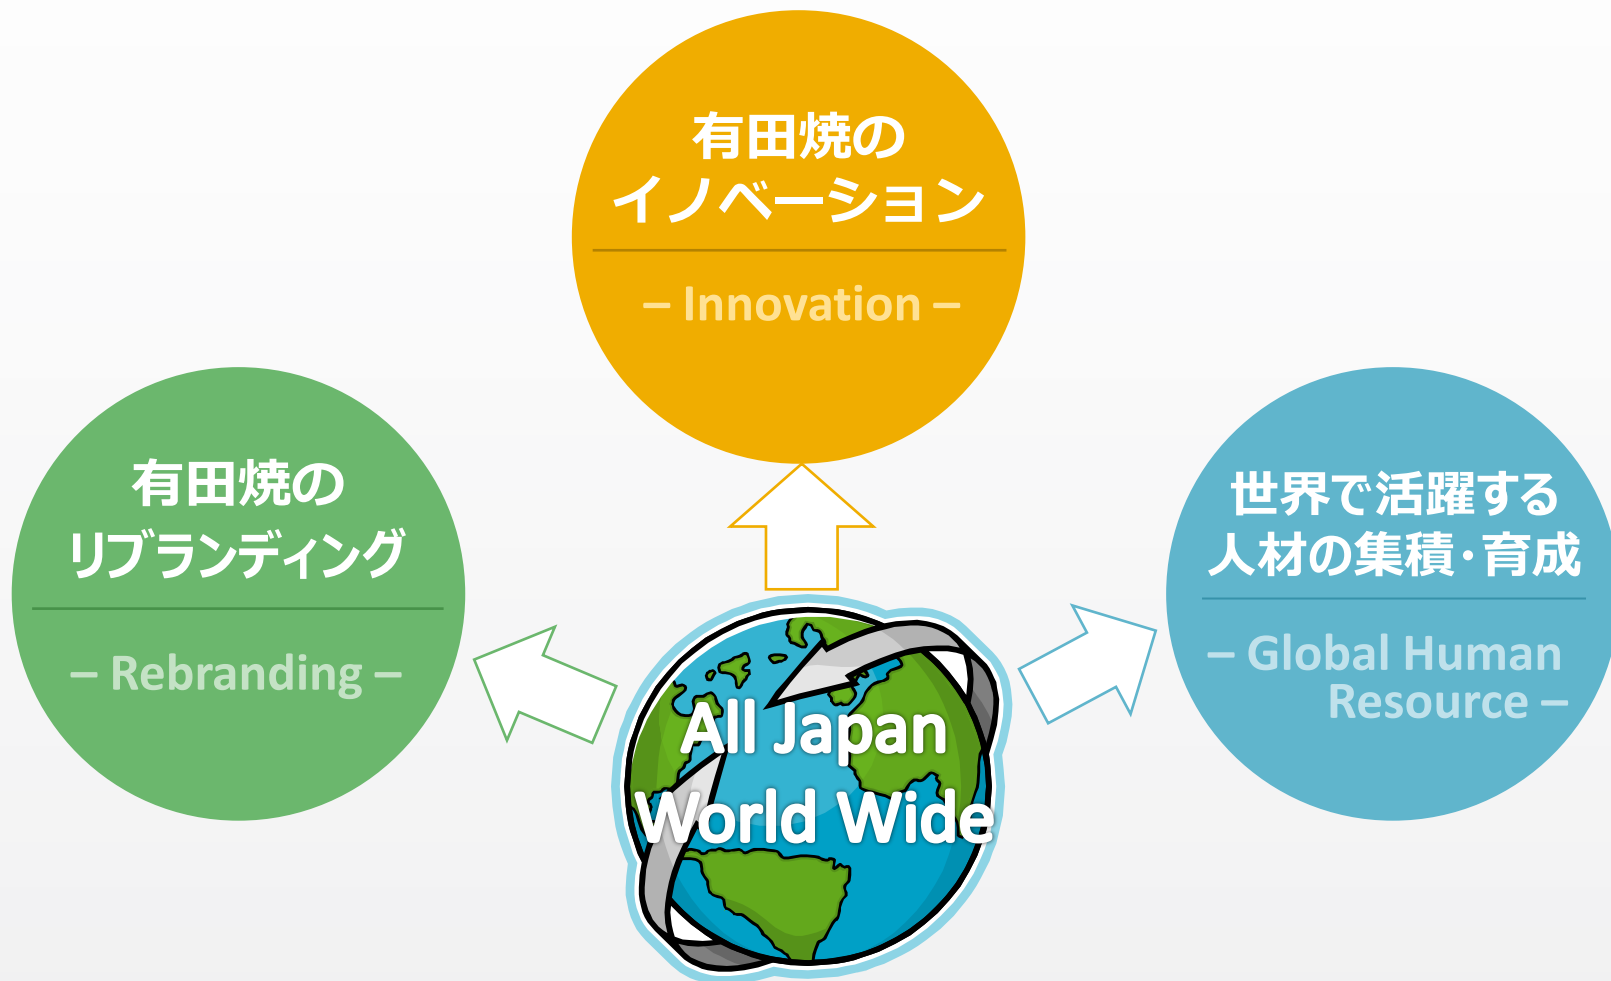 有田焼の
イノベーション
– Innovation –
有田焼の
リブランディング
– Rebranding –
世界で活躍する
人材の集積・育成
– Global Human
Resource –
All Japan
World Wide